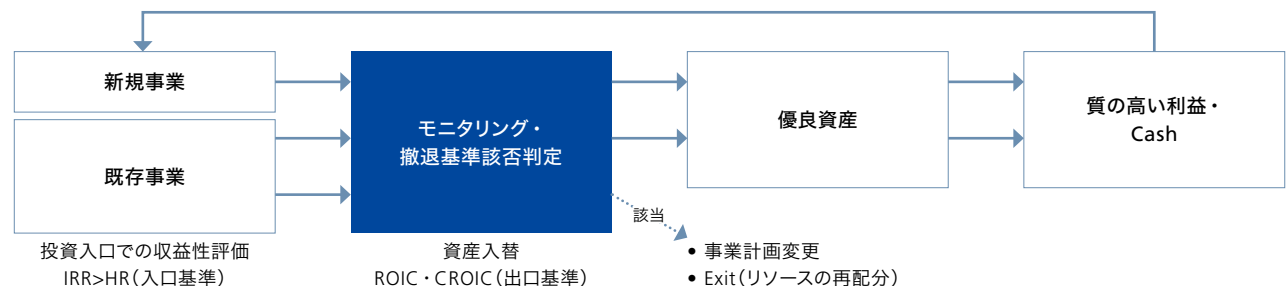 新規事業
既存事業
投資入口での収益性評価
IRR>HR（入口基準）
モニタリング・
撤退基準該否判定
資産入替
ROIC・CROIC（出口基準）
該当
優良資産
• 事業計画変更
• Exit（リソースの再配分）
質の高い利益・
Cash